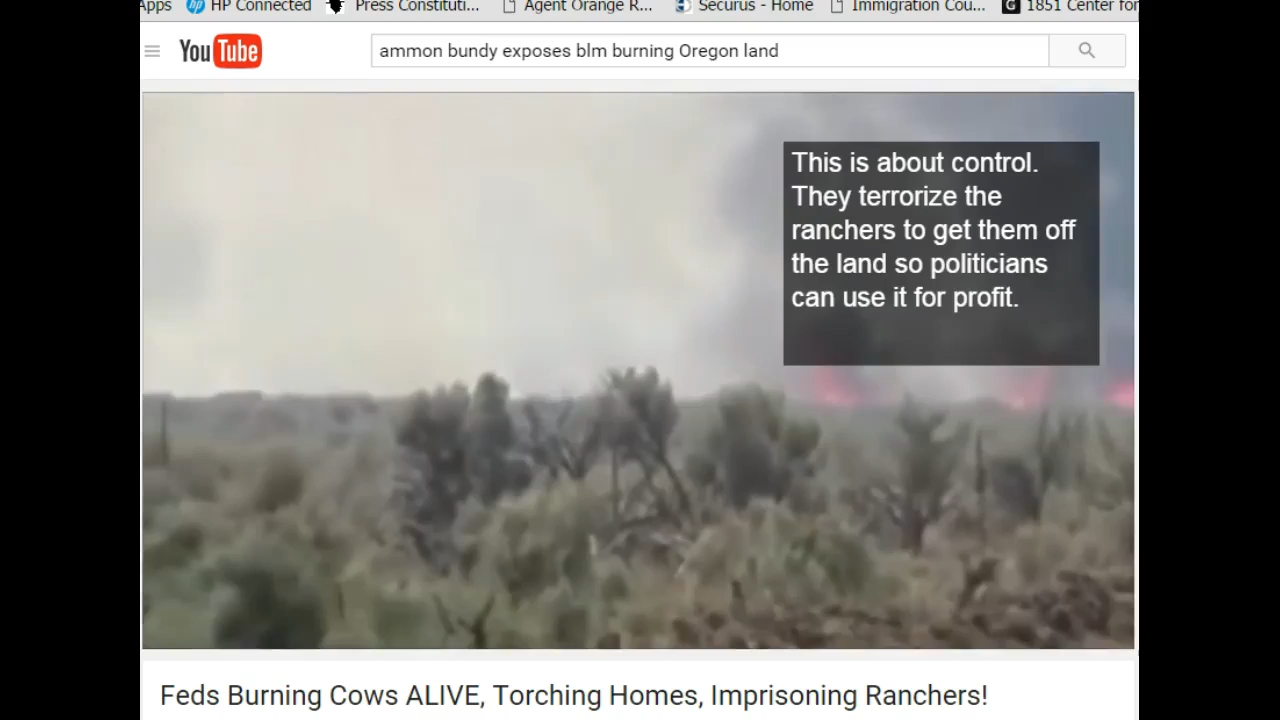 Apps HP Connected Press Constituti... Agent Orange R... Securus - Home Immigration Cou... 1851 Center for
YouTube
ammon bundy exposes blm burning Oregon land
This is about control.
They terrorize the
ranchers to get them off
the land so politicians
can use it for profit.
Feds Burning Cows ALIVE, Torching Homes, Imprisoning Ranchers!